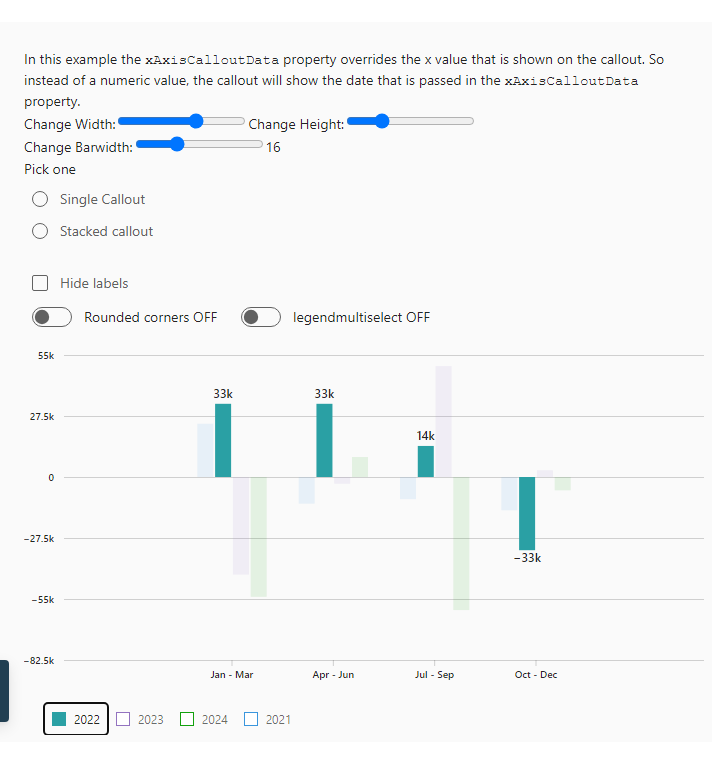 In this example the xAxisCalloutData property overrides the x value that is shown on the callout. So
instead of a numeric value, the callout will show the date that is passed in the xAxisCalloutData
property.
Change Width: Change Height:
Change Barwidth: 16
Pick one
Single Callout
Stacked callout
Hide labels
Rounded corners OFF legendmultiselect OFF
55k
33k 33k
27.5k
14k
0
−27.5k
−33k
−55k
−82.5k
Jan - Mar Apr - Jun Jul - Sep Oct - Dec
2022 2023 2024 2021